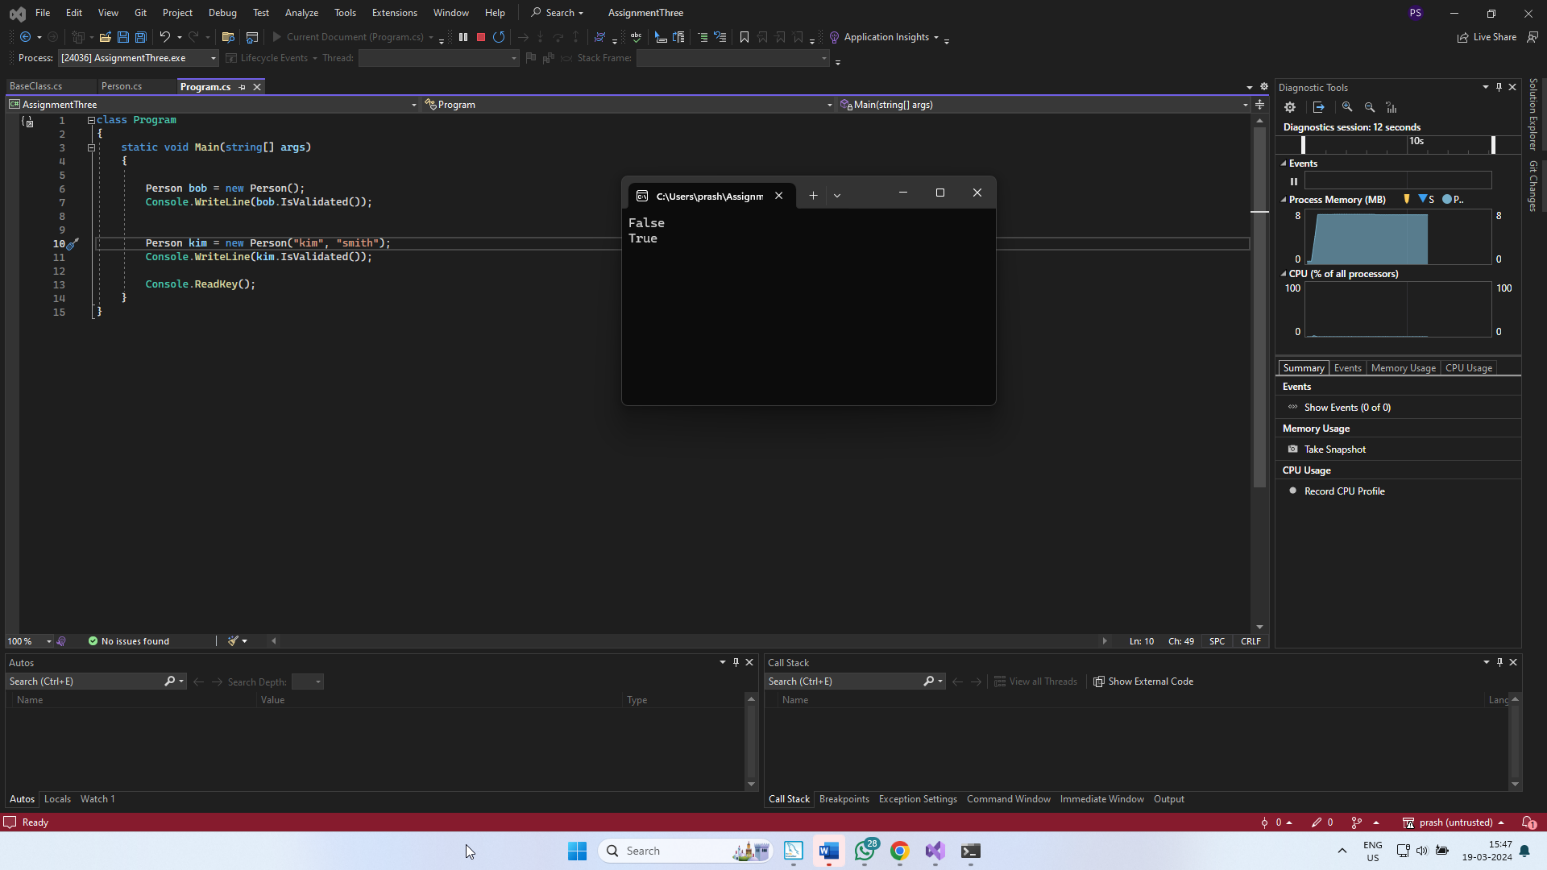 File Edit View Git Project Debug Test Analyze Tools Extensions Window Help Search AssignmentThree PS
Current Document (Program.cs) Application Insights Live Share
Process: [24036] AssignmentThree.exe Lifecycle Events Thread: Stack Frame:
BaseClass.cs Person.cs Program.cs
AssignmentThree Program Main(string[] args)
1 class Program
2 {
3 static void Main(string[] args)
4 {
5
6 Person bob = new Person();
7 Console.WriteLine(bob.IsValidated());
8
9
10 Person kim = new Person("kim", "smith");
11 Console.WriteLine(kim.IsValidated());
12
13 Console.ReadKey();
14 }
15 }
C:\Users\prash\Assignm
False
True
Diagnostic Tools
Diagnostics session: 12 seconds
10s
Events
Process Memory (MB) S P..
8 8
0 0
CPU (% of all processors)
100 100
0 0
Summary Events Memory Usage CPU Usage
Events
Show Events (0 of 0)
Memory Usage
Take Snapshot
CPU Usage
Record CPU Profile
Solution Explorer
Git Changes
100 % No issues found Ln: 10 Ch: 49 SPC CRLF
Autos
Search (Ctrl+E) Search Depth:
Name Value Type
Autos Locals Watch 1
Call Stack
Search (Ctrl+E) View all Threads Show External Code
Name Lang
Call Stack Breakpoints Exception Settings Command Window Immediate Window Output
Ready 0 0 prash (untrusted) 1
Search 28 ENG US 15:47 19-03-2024